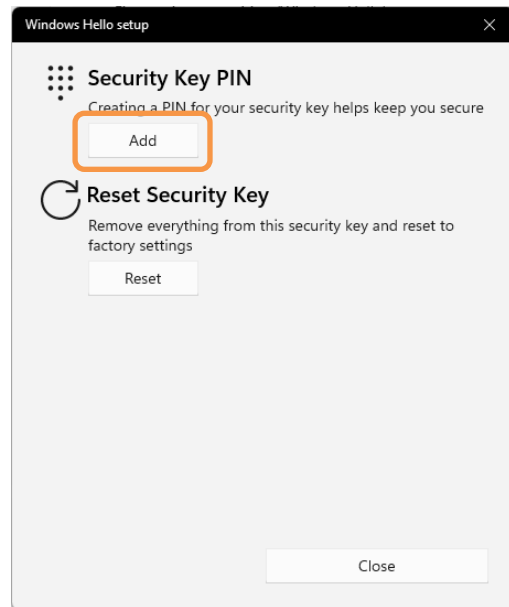 Windows Hello setup
Security Key PIN
Creating a PIN for your security key helps keep you secure
Add
Reset Security Key
Remove everything from this security key and reset to
factory settings
Reset
Close